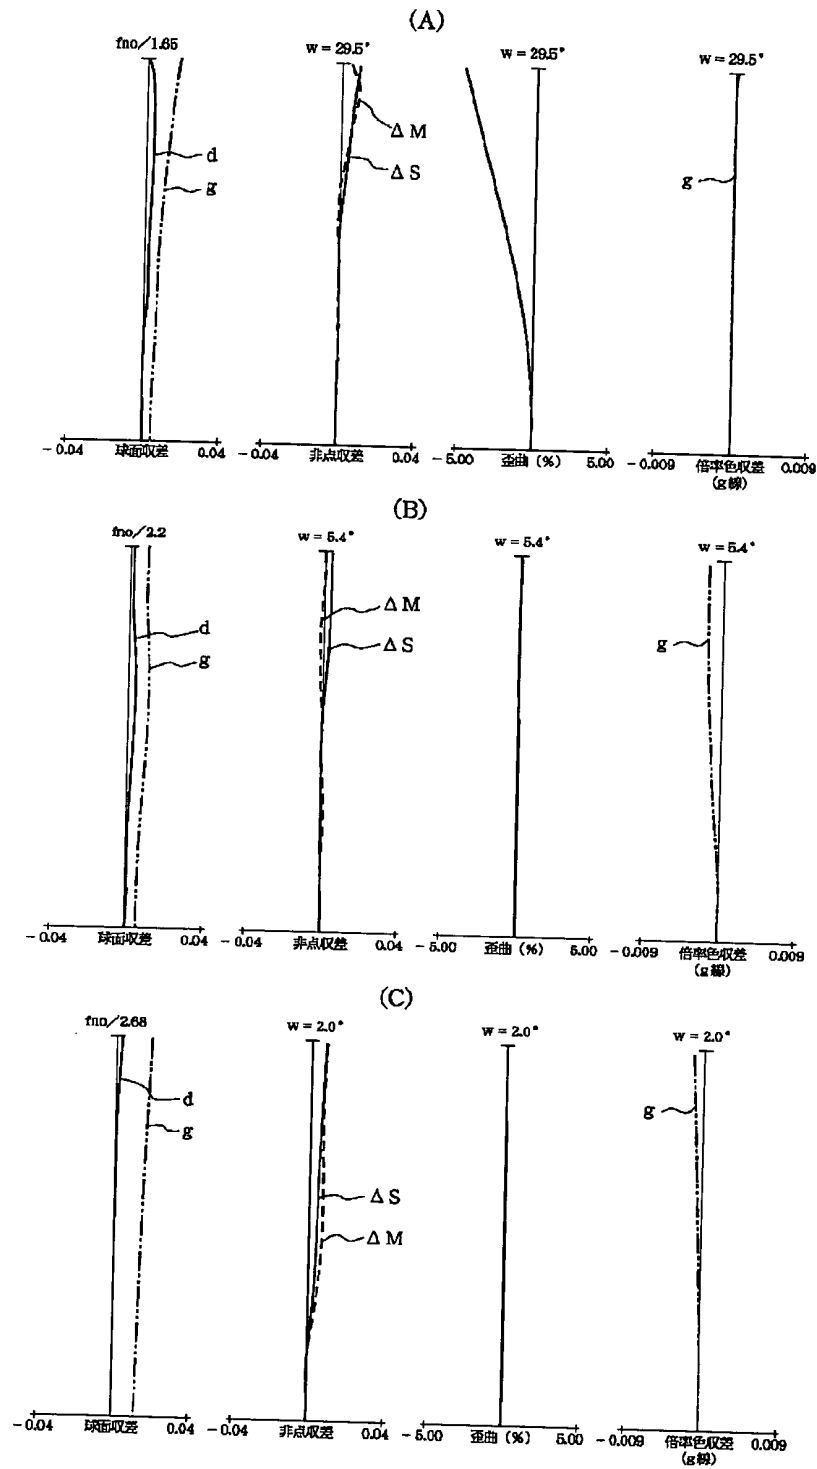 (A)
fno/1.65
w = 29.5°
w = 29.5°
w = 29.5°
d
g
ΔM
ΔS
g
-0.04 球面収差 0.04
-0.04 非点収差 0.04
-5.00 歪曲 (%) 5.00
-0.009 倍率色収差 0.009
(g線)
(B)
fno/2.2
w = 5.4°
w = 5.4°
w = 5.4°
d
g
ΔM
ΔS
g
-0.04 球面収差 0.04
-0.04 非点収差 0.04
-5.00 歪曲 (%) 5.00
-0.009 倍率色収差 0.009
(g線)
(C)
fno/2.68
w = 2.0°
w = 2.0°
w = 2.0°
d
g
ΔS
ΔM
g
-0.04 球面収差 0.04
-0.04 非点収差 0.04
-5.00 歪曲 (%) 5.00
-0.009 倍率色収差 0.009
(g線)